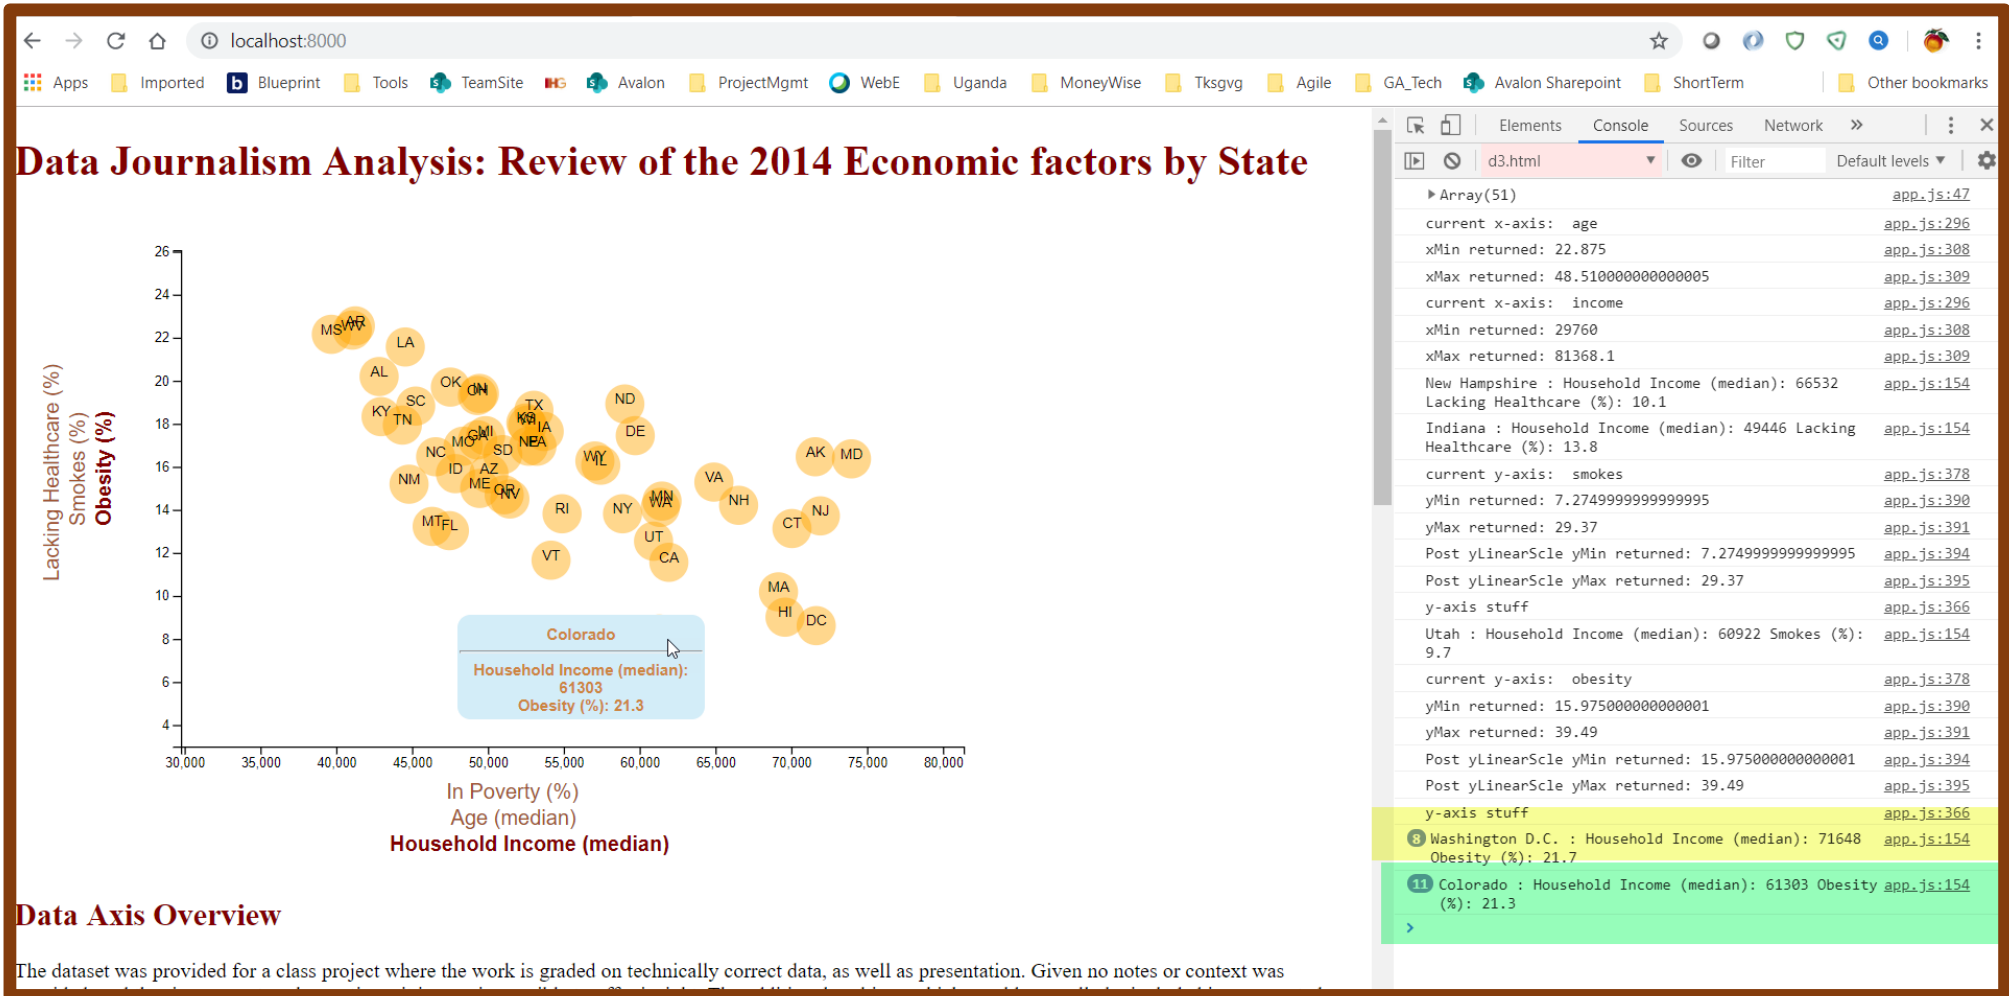 localhost:8000
Apps Imported b Blueprint Tools TeamSite IHG Avalon ProjectMgmt WebE Uganda MoneyWise Tksgvg Agile GA_Tech Avalon Sharepoint ShortTerm Other bookmarks
Data Journalism Analysis: Review of the 2014 Economic factors by State
26
24
22
20
18
16
14
12
10
8
6
4
Lacking Healthcare (%)
Smokes (%)
Obesity (%)
MS WV AR
LA
AL
OK OH IN
SC
KY TN
TX
KS
IA
ND
DE
MO GA MI
NE PA
NC
SD
WY IL
AK MD
ID AZ
NM
ME
OR NV
VA
NH
MN
WA
RI
NY
NJ
CT
MT FL
UT
VT
CA
MA
HI
DC
Colorado
Household Income (median):
61303
Obesity (%): 21.3
30,000 35,000 40,000 45,000 50,000 55,000 60,000 65,000 70,000 75,000 80,000
In Poverty (%)
Age (median)
Household Income (median)
Data Axis Overview
The dataset was provided for a class project where the work is graded on technically correct data, as well as presentation. Given no notes or context was
Elements Console Sources Network »
d3.html Filter Default levels
Array(51) app.js:47
current x-axis: age app.js:296
xMin returned: 22.875 app.js:308
xMax returned: 48.510000000000005 app.js:309
current x-axis: income app.js:296
xMin returned: 29760 app.js:308
xMax returned: 81368.1 app.js:309
New Hampshire : Household Income (median): 66532 app.js:154
Lacking Healthcare (%): 10.1
Indiana : Household Income (median): 49446 Lacking app.js:154
Healthcare (%): 13.8
current y-axis: smokes app.js:378
yMin returned: 7.2749999999999995 app.js:390
yMax returned: 29.37 app.js:391
Post yLinearScle yMin returned: 7.2749999999999995 app.js:394
Post yLinearScle yMax returned: 29.37 app.js:395
y-axis stuff app.js:366
Utah : Household Income (median): 60922 Smokes (%): app.js:154
9.7
current y-axis: obesity app.js:378
yMin returned: 15.975000000000001 app.js:390
yMax returned: 39.49 app.js:391
Post yLinearScle yMin returned: 15.975000000000001 app.js:394
Post yLinearScle yMax returned: 39.49 app.js:395
y-axis stuff app.js:366
8 Washington D.C. : Household Income (median): 71648 app.js:154
Obesity (%): 21.7
11 Colorado : Household Income (median): 61303 Obesity app.js:154
(%): 21.3